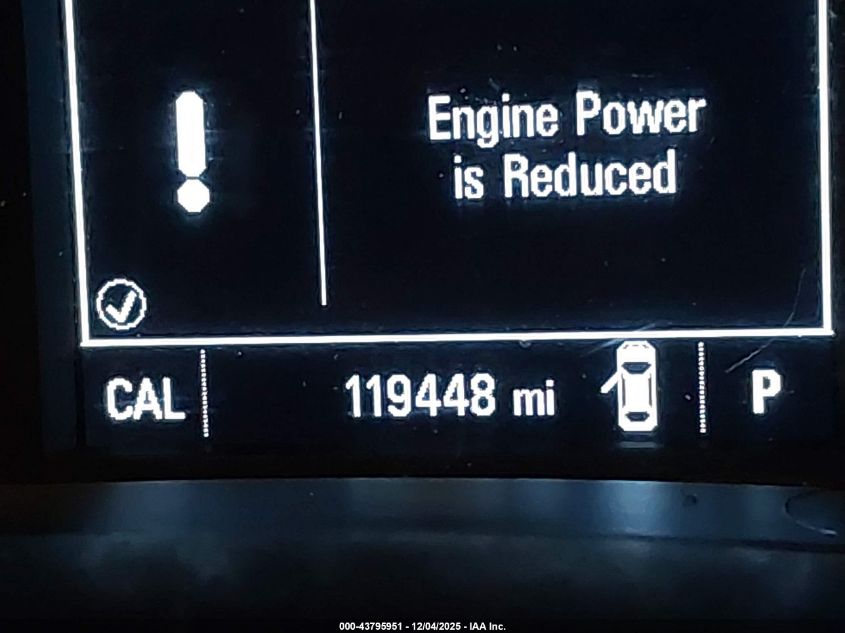 Engine Power
is Reduced
CAL 119448 mi P
000-43795951 - 12/04/2025 - IAA Inc.